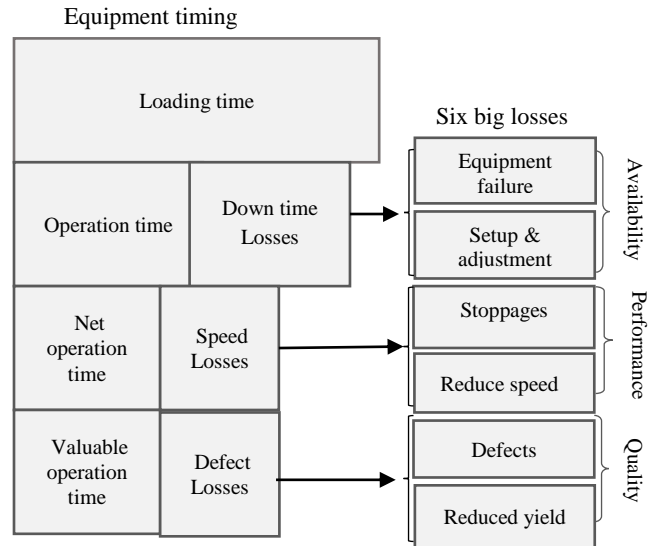 Equipment timing
Loading time
Six big losses
Equipment
failure
Availability
Operation time
Down time
Losses
Setup &
adjustment
Net
operation
time
Speed
Losses
Stoppages
Performance
Reduce speed
Valuable
operation
time
Defect
Losses
Defects
Quality
Reduced yield